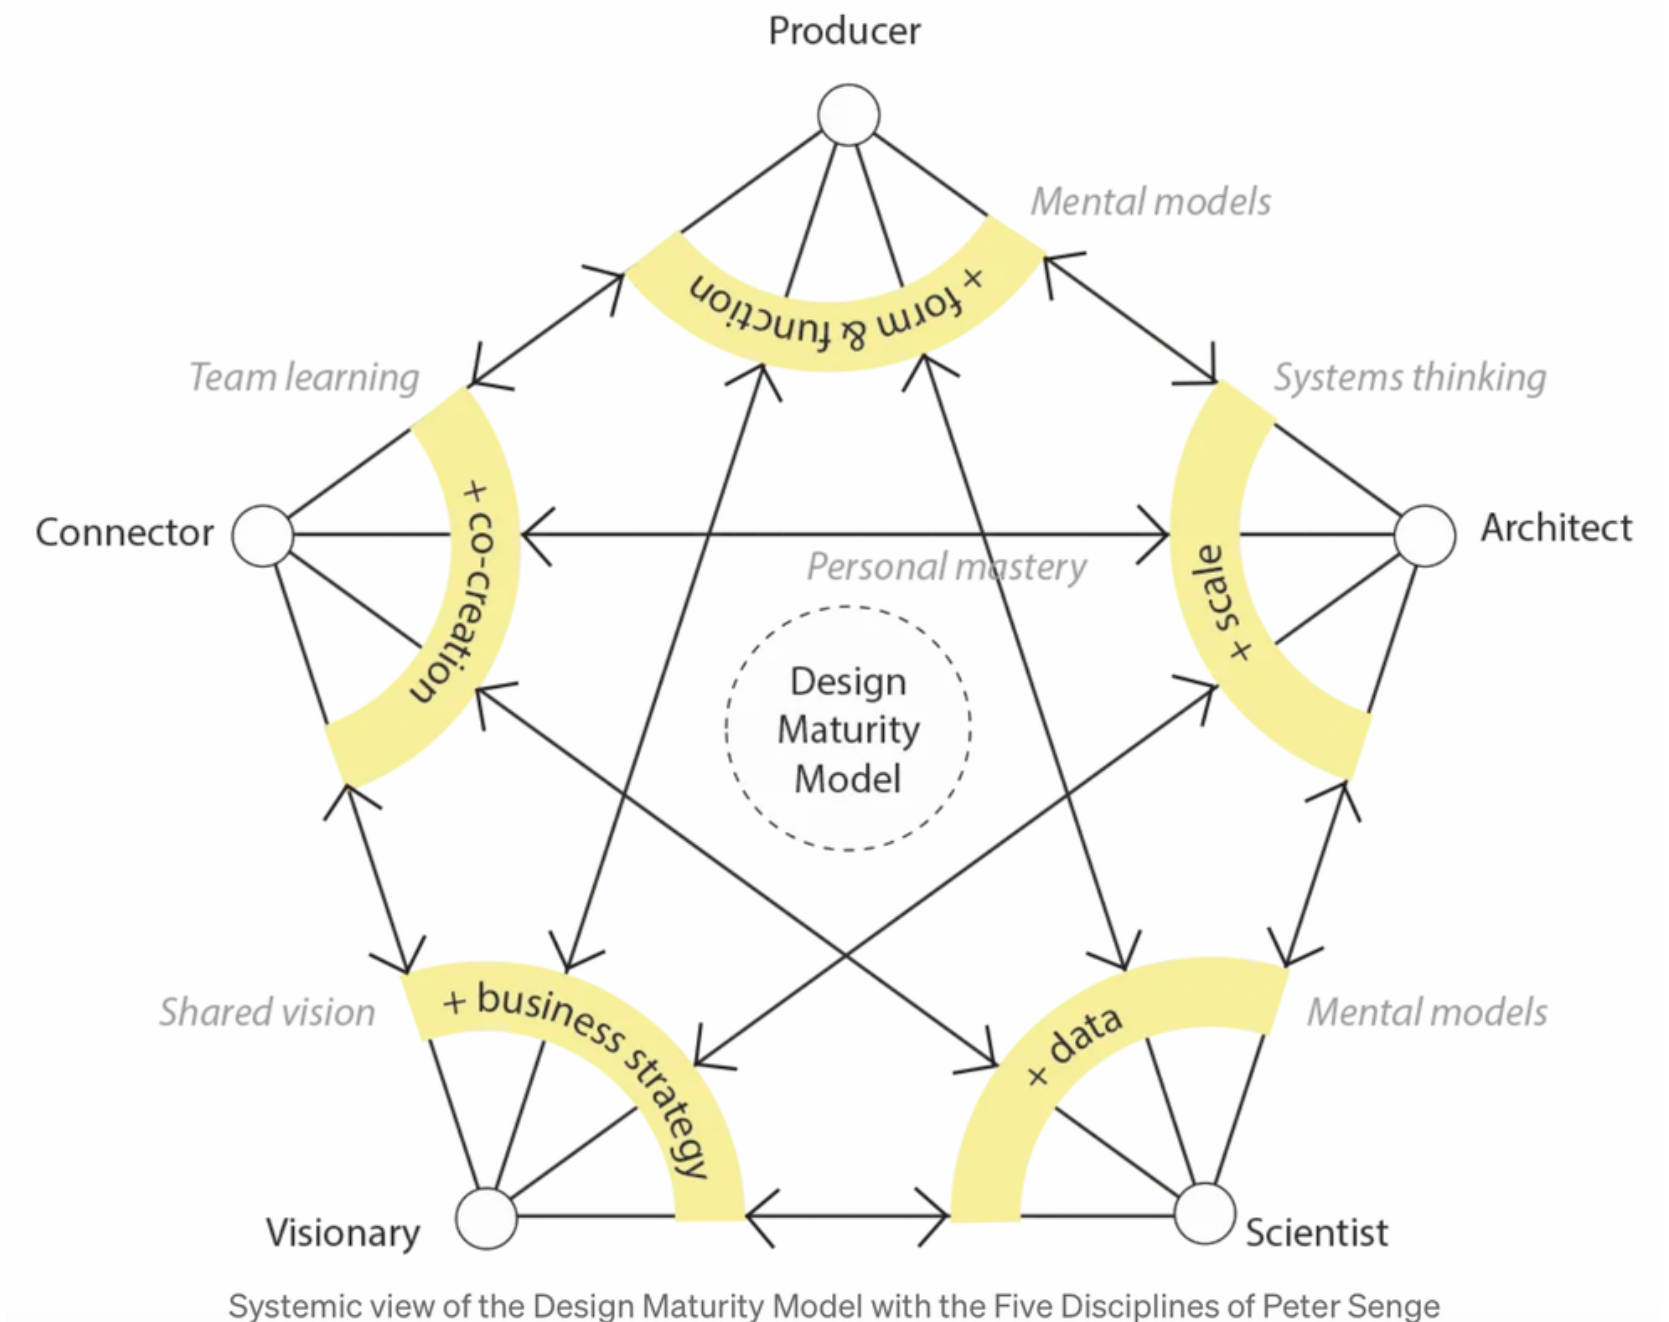 Producer
Mental models
+ form & function
Team learning
Systems thinking
Connector
+ co-creation
Personal mastery
+ scale
Architect
Design
Maturity
Model
Shared vision
+ business strategy
+ data
Mental models
Visionary
Scientist
Systemic view of the Design Maturity Model with the Five Disciplines of Peter Senge